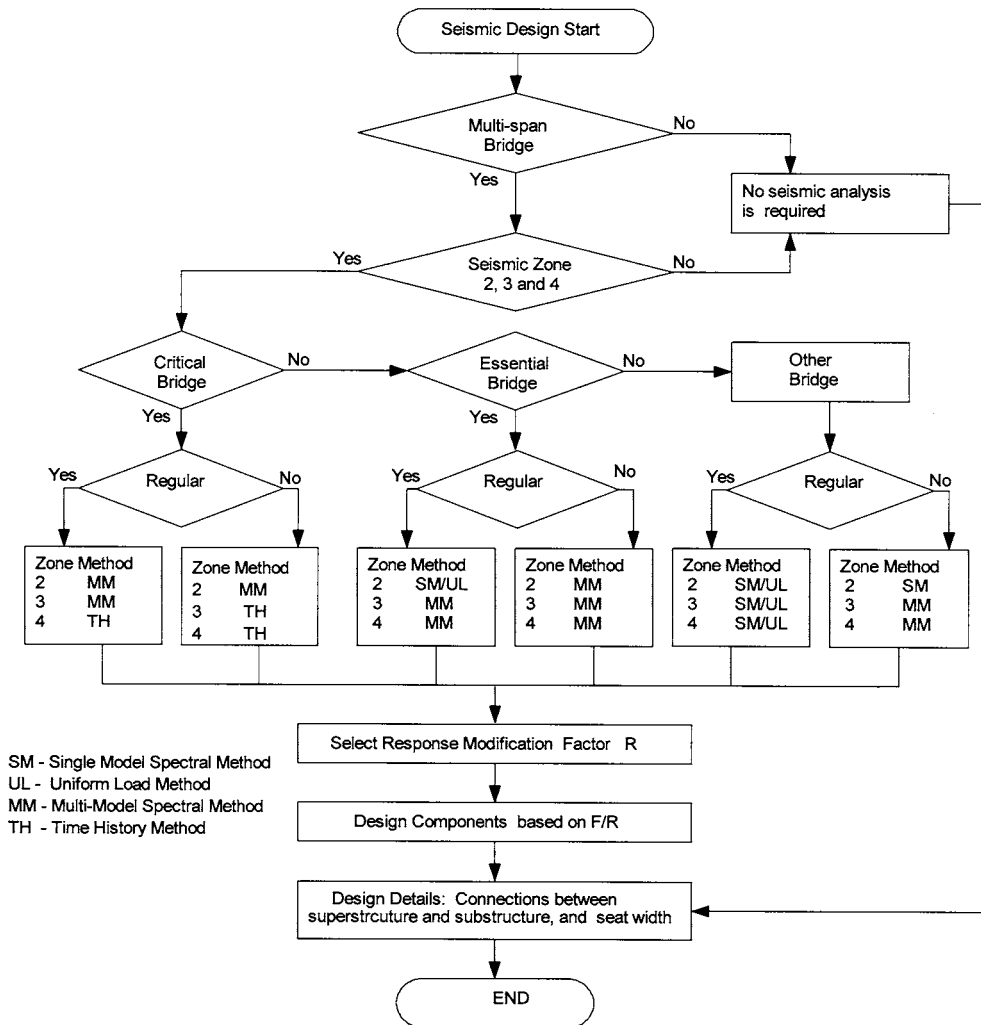 Seismic Design Start
Multi-span
Bridge
No
Yes
No seismic analysis
is required
Yes
Seismic Zone
2, 3 and 4
No
Critical
Bridge
No
Essential
Bridge
No
Other
Bridge
Yes
Yes
Yes
Regular
No
Yes
Regular
No
Yes
Regular
No
Zone Method
2 MM
3 MM
4 TH
Zone Method
2 MM
3 TH
4 TH
Zone Method
2 SM/UL
3 MM
4 MM
Zone Method
2 MM
3 MM
4 MM
Zone Method
2 SM/UL
3 SM/UL
4 SM/UL
Zone Method
2 SM
3 MM
4 MM
Select Response Modification Factor R
SM - Single Model Spectral Method
UL - Uniform Load Method
MM - Multi-Model Spectral Method
TH - Time History Method
Design Components based on F/R
Design Details: Connections between
superstrcuture and substructure, and seat width
END